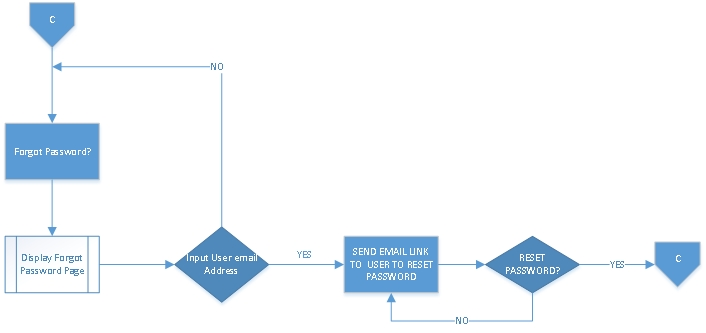 C
NO
Forgot Password?
Display Forgot
Password Page
Input User email
Address
YES
SEND EMAIL LINK
TO USER TO RESET
PASSWORD
RESET
PASSWORD?
YES
C
NO